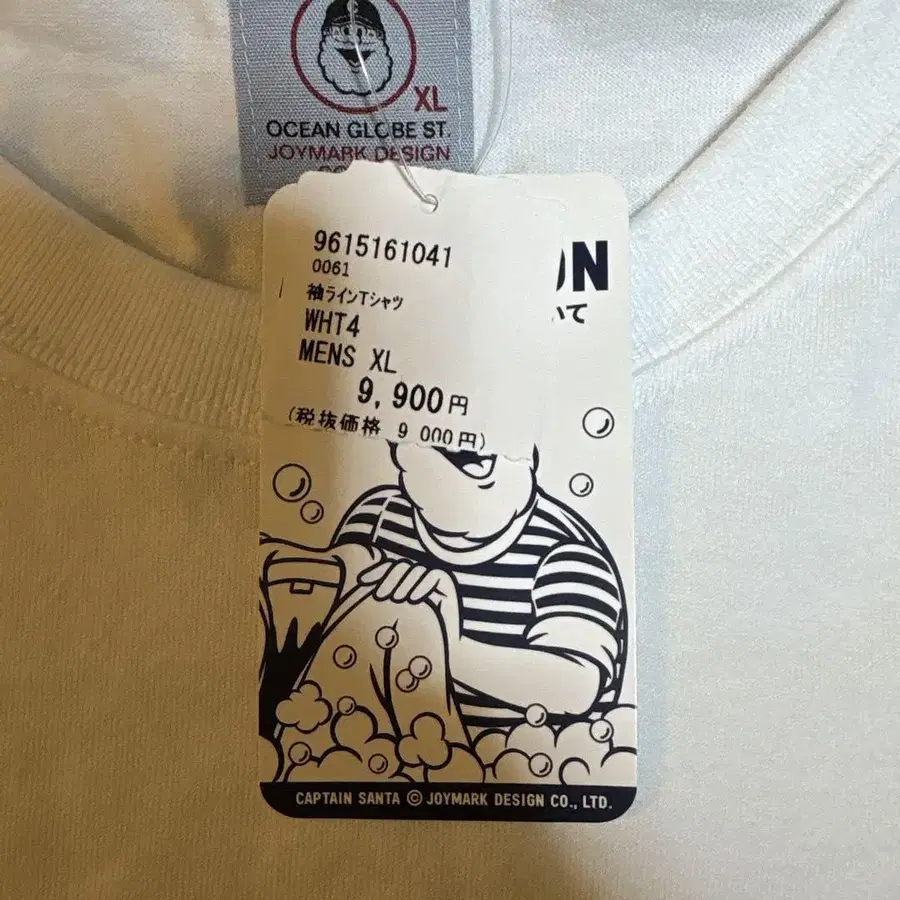 XL
OCEAN GLOBE ST.
JOYMARK DESIGN
9615161041
0061
袖ラインTシャツ
WHT4
MENS XL
9,900円
(税抜価格 9 000円)
CAPTAIN SANTA © JOYMARK DESIGN CO., LTD.